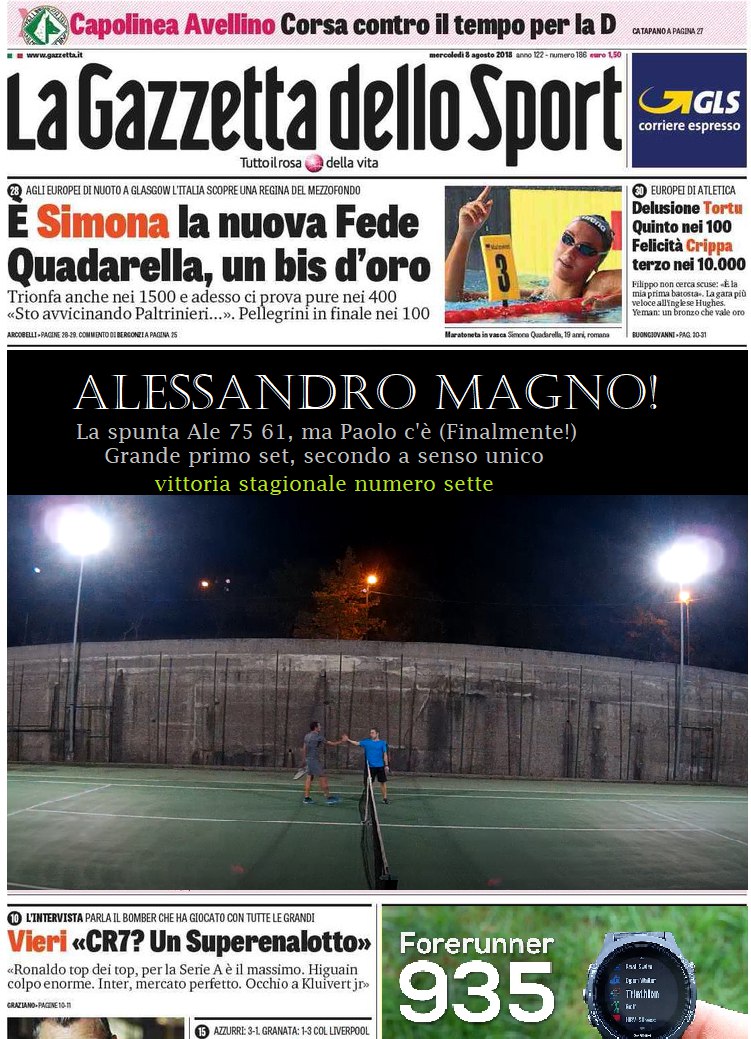 Capolinea Avellino Corsa contro il tempo per la D CATAPANO A PAGINA 27
www.gazzetta.it mercoledì 8 agosto 2018 anno 122 - numero 186 euro 1,50
La Gazzetta dello Sport
Tutto il rosa della vita
GLS
corriere espresso
28 AGLI EUROPEI DI NUOTO A GLASGOW L'ITALIA SCOPRE UNA REGINA DEL MEZZOFONDO
È Simona la nuova Fede
Quadarella, un bis d'oro
Trionfa anche nei 1500 e adesso ci prova pure nei 400
«Sto avvicinando Paltrinieri...». Pellegrini in finale nei 100
ARCOBELLI • PAGINE 28-29. COMMENTO DI BERGONZI A PAGINA 25
3
Maratoneta in vasca Simona Quadarella, 19 anni, romana
30 EUROPEI DI ATLETICA
Delusione Tortu
Quinto nei 100
Felicità Crippa
terzo nei 10.000
Filippo non cerca scuse: «È la
mia prima batosta». La gara più
veloce all'inglese Hughes.
Yeman: un bronzo che vale oro
BUONGIOVANNI • PAG. 30-31
ALESSANDRO MAGNO!
La spunta Ale 75 61, ma Paolo c'è (Finalmente!)
Grande primo set, secondo a senso unico
vittoria stagionale numero sette
10 L'INTERVISTA PARLA IL BOMBER CHE HA GIOCATO CON TUTTE LE GRANDI
Vieri «CR7? Un Superenalotto»
«Ronaldo top dei top, per la Serie A è il massimo. Higuain
colpo enorme. Inter, mercato perfetto. Occhio a Kluivert jr»
GRAZIANO • PAGINE 10-11
15 AZZURRI: 3-1. GRANATA: 1-3 COL LIVERPOOL
Forerunner
935
Pool Swim
Open Water
Triathlon
Golf